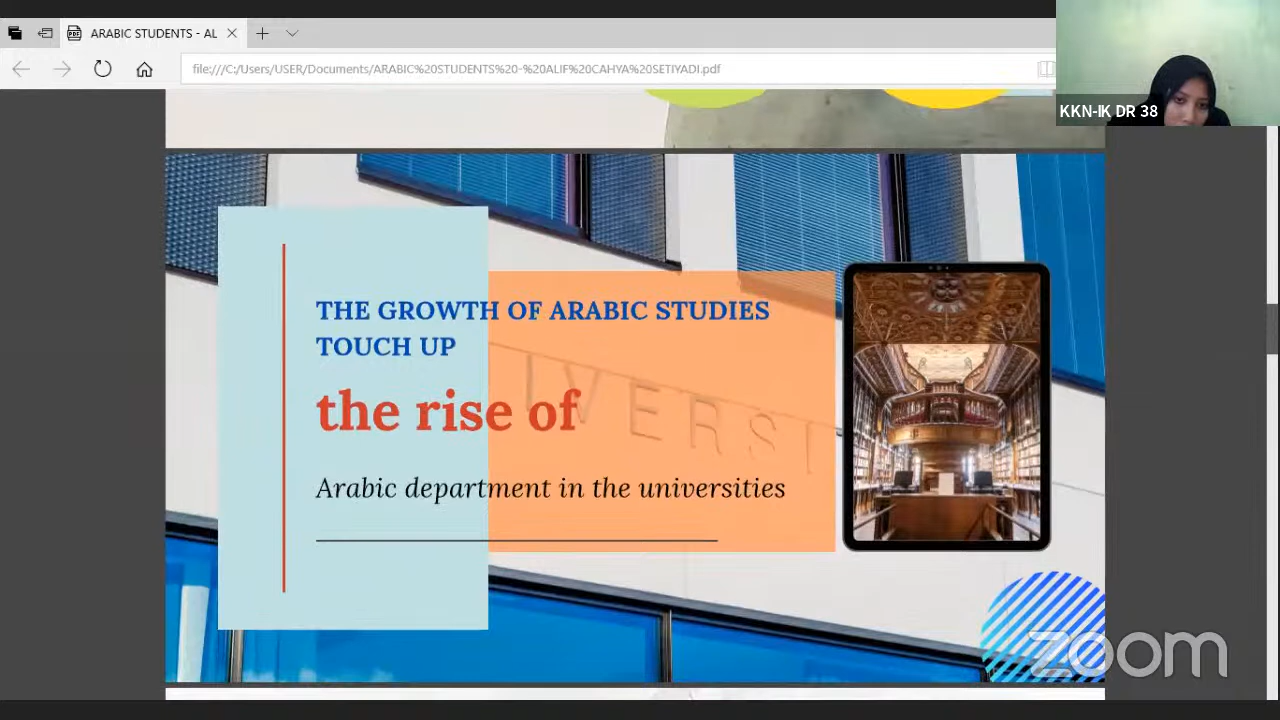 ARABIC STUDENTS - AL
file:///C:/Users/USER/Documents/ARABIC%20STUDENTS%20-%20ALIF%20CAHYA%20SETIYADI.pdf
KKN-IK DR 38
THE GROWTH OF ARABIC STUDIES
TOUCH UP
the rise of
IVERSI
Arabic department in the universities
zoom